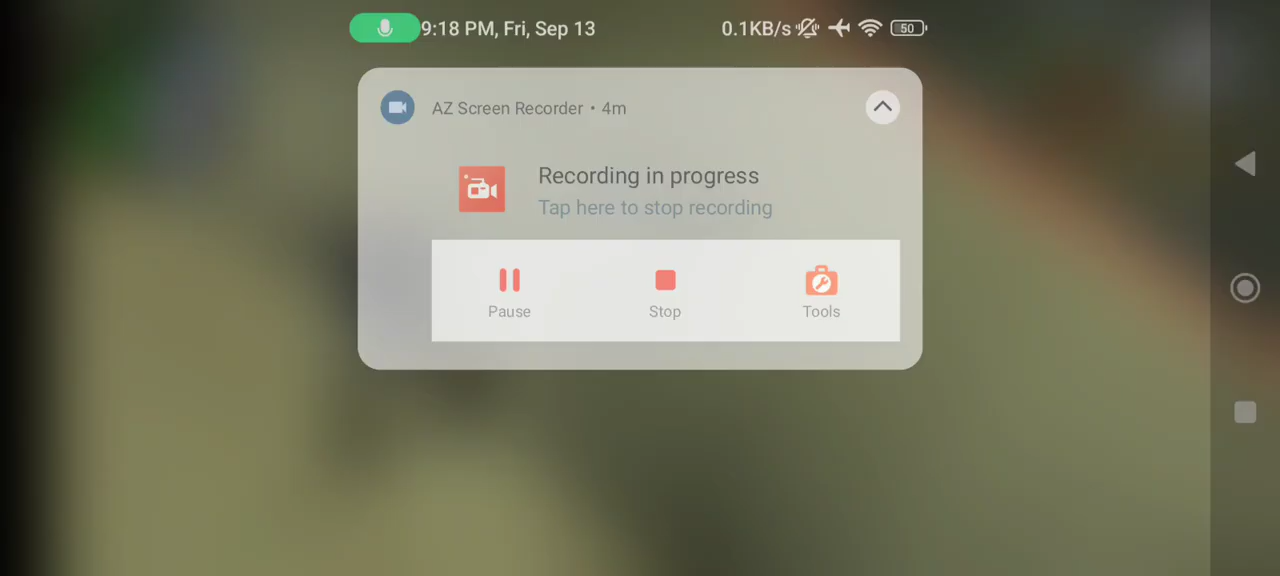 9:18 PM, Fri, Sep 13 0.1KB/s 50
AZ Screen Recorder • 4m
Recording in progress
Tap here to stop recording
Pause Stop Tools